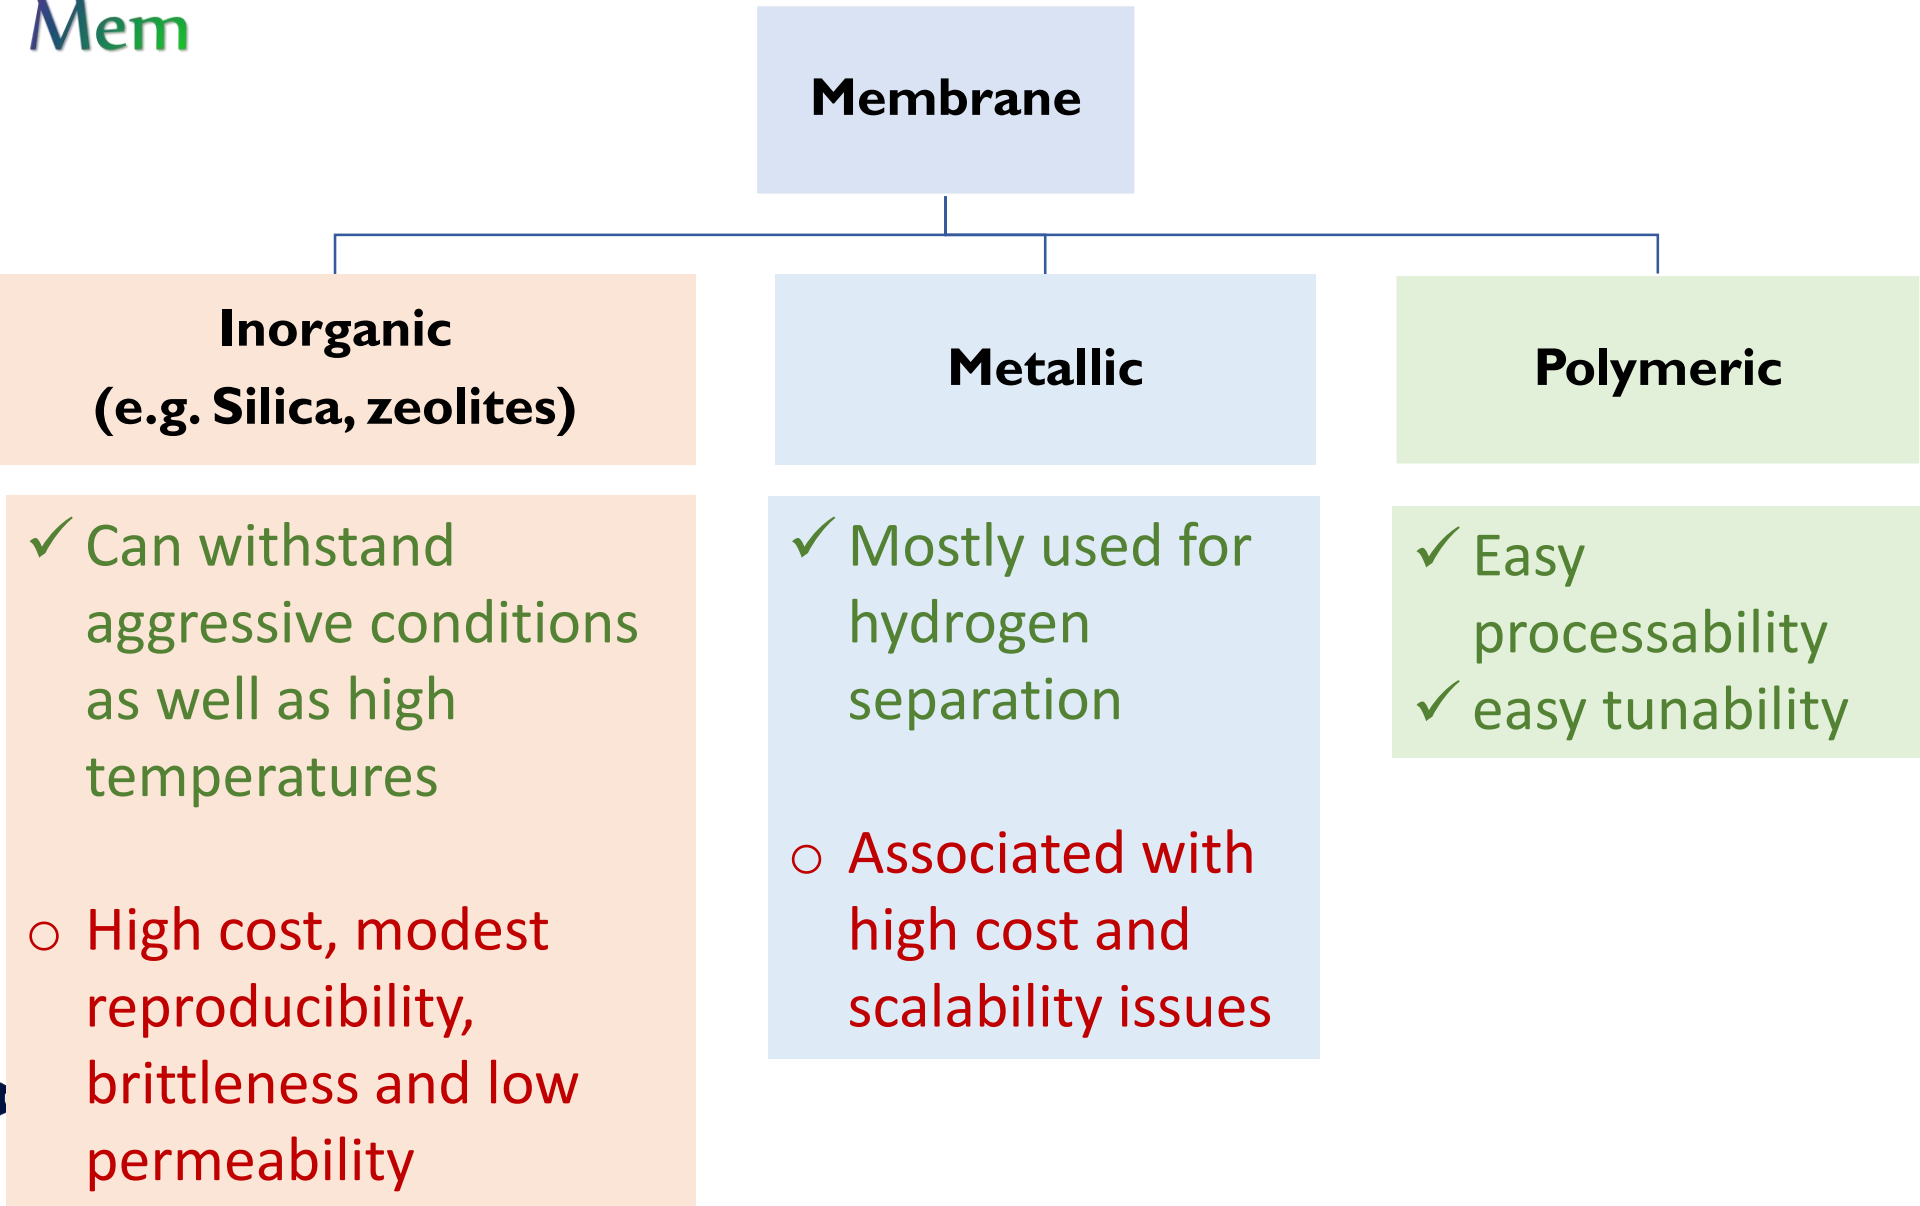 Mem
Membrane
Inorganic
(e.g. Silica, zeolites)
Metallic
Polymeric
✓ Can withstand
aggressive conditions
as well as high
temperatures
o High cost, modest
reproducibility,
brittleness and low
permeability
✓ Mostly used for
hydrogen
separation
o Associated with
high cost and
scalability issues
✓ Easy
processability
✓ easy tunability